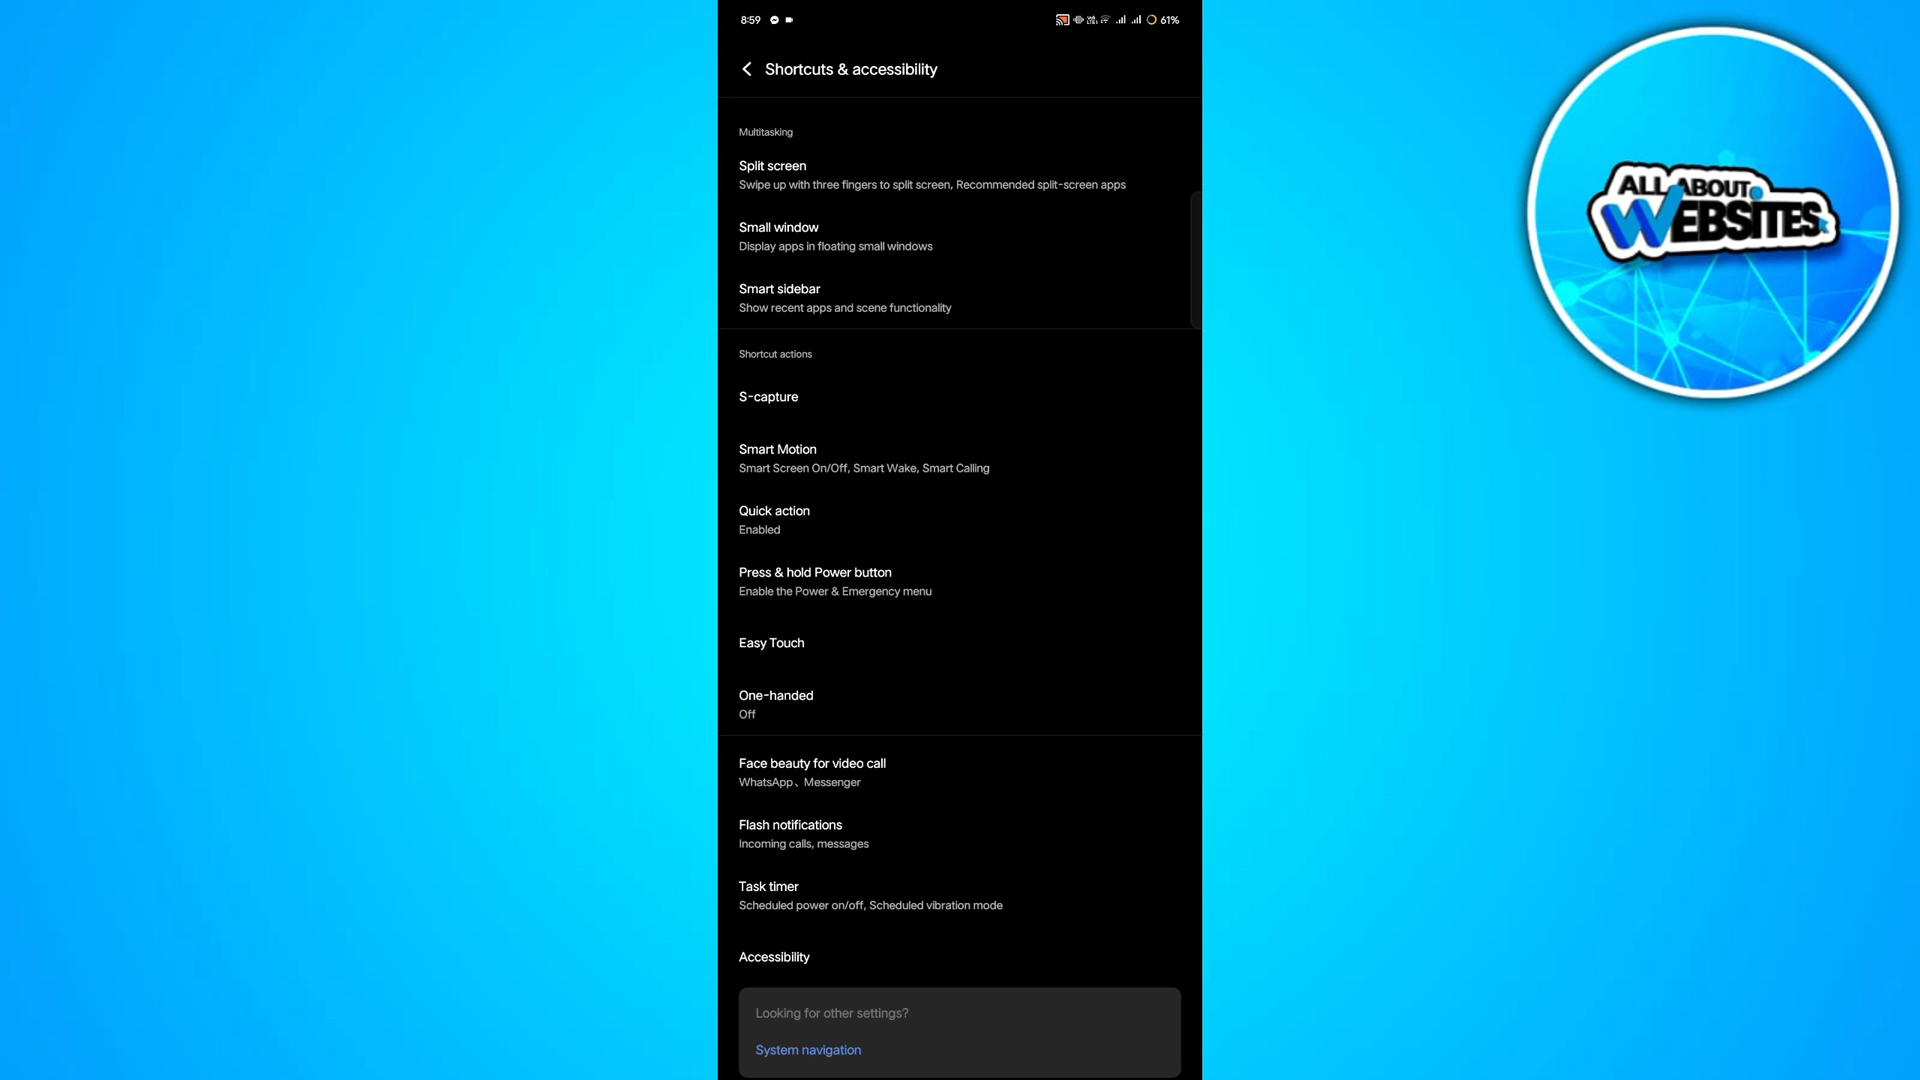 8:59
61%
Shortcuts & accessibility
Multitasking
Split screen
Swipe up with three fingers to split screen, Recommended split-screen apps
Small window
Display apps in floating small windows
Smart sidebar
Show recent apps and scene functionality
Shortcut actions
S-capture
Smart Motion
Smart Screen On/Off, Smart Wake, Smart Calling
Quick action
Enabled
Press & hold Power button
Enable the Power & Emergency menu
Easy Touch
One-handed
Off
Face beauty for video call
WhatsApp、Messenger
Flash notifications
Incoming calls, messages
Task timer
Scheduled power on/off, Scheduled vibration mode
Accessibility
Looking for other settings?
System navigation
ALL ABOUT
WEBSITES